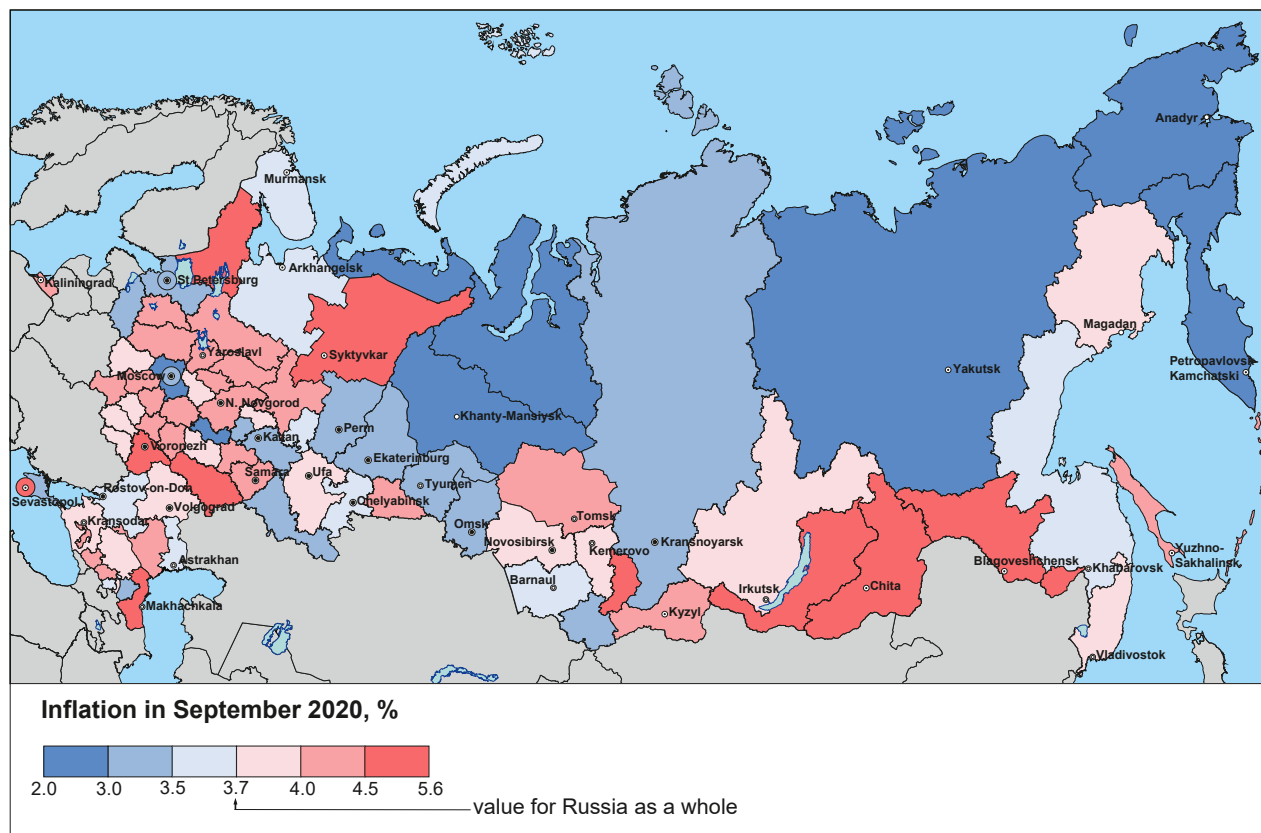 Anadyr
Murmansk
Arkhangelsk
Kaliningrad
St.Petersburg
Magadan
Yaroslavl
Syktyvkar
Petropavlovsk
Kamchatski
Yakutsk
Moscow
N. Novgorod
Khanty-Mansiysk
Perm
Kazan
Voronezh
Ekaterinburg
Samara
Ufa
Tyumen
Rostov-on-Don
Sevastopol
Chelyabinsk
Volgograd
Kransodar
Omsk
Tomsk
Novosibirsk
Kemerovo
Kransnoyarsk
Yuzhno-
Sakhalinsk
Blagoveshchensk
Khabarovsk
Astrakhan
Barnaul
Irkutsk
Chita
Makhachkala
Kyzyl
Vladivostok
Inflation in September 2020, %
2.0 3.0 3.5 3.7 4.0 4.5 5.6
value for Russia as a whole